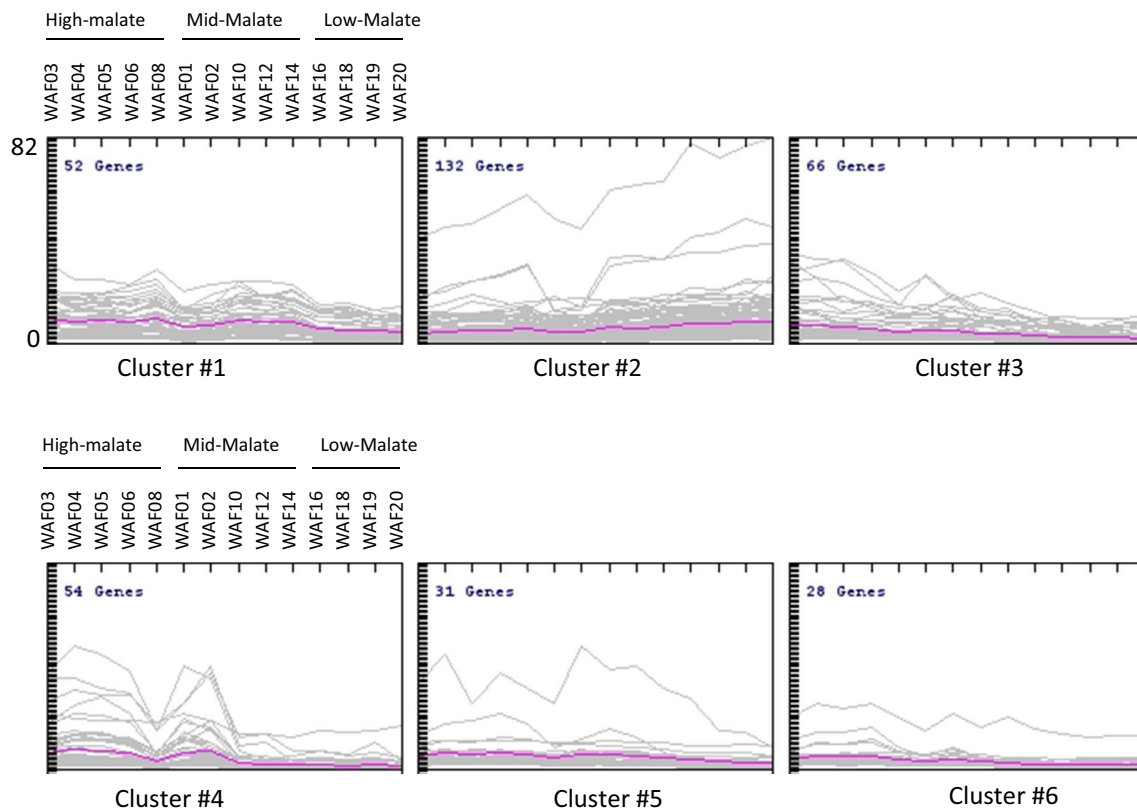 High-malate Mid-Malate Low-Malate
WAF03 WAF04 WAF05 WAF06 WAF08 WAF01 WAF02 WAF10 WAF12 WAF14 WAF16 WAF18 WAF19 WAF20
82
52 Genes 132 Genes 66 Genes
0
Cluster #1 Cluster #2 Cluster #3
High-malate Mid-Malate Low-Malate
WAF03 WAF04 WAF05 WAF06 WAF08 WAF01 WAF02 WAF10 WAF12 WAF14 WAF16 WAF18 WAF19 WAF20
54 Genes 31 Genes 28 Genes
Cluster #4 Cluster #5 Cluster #6